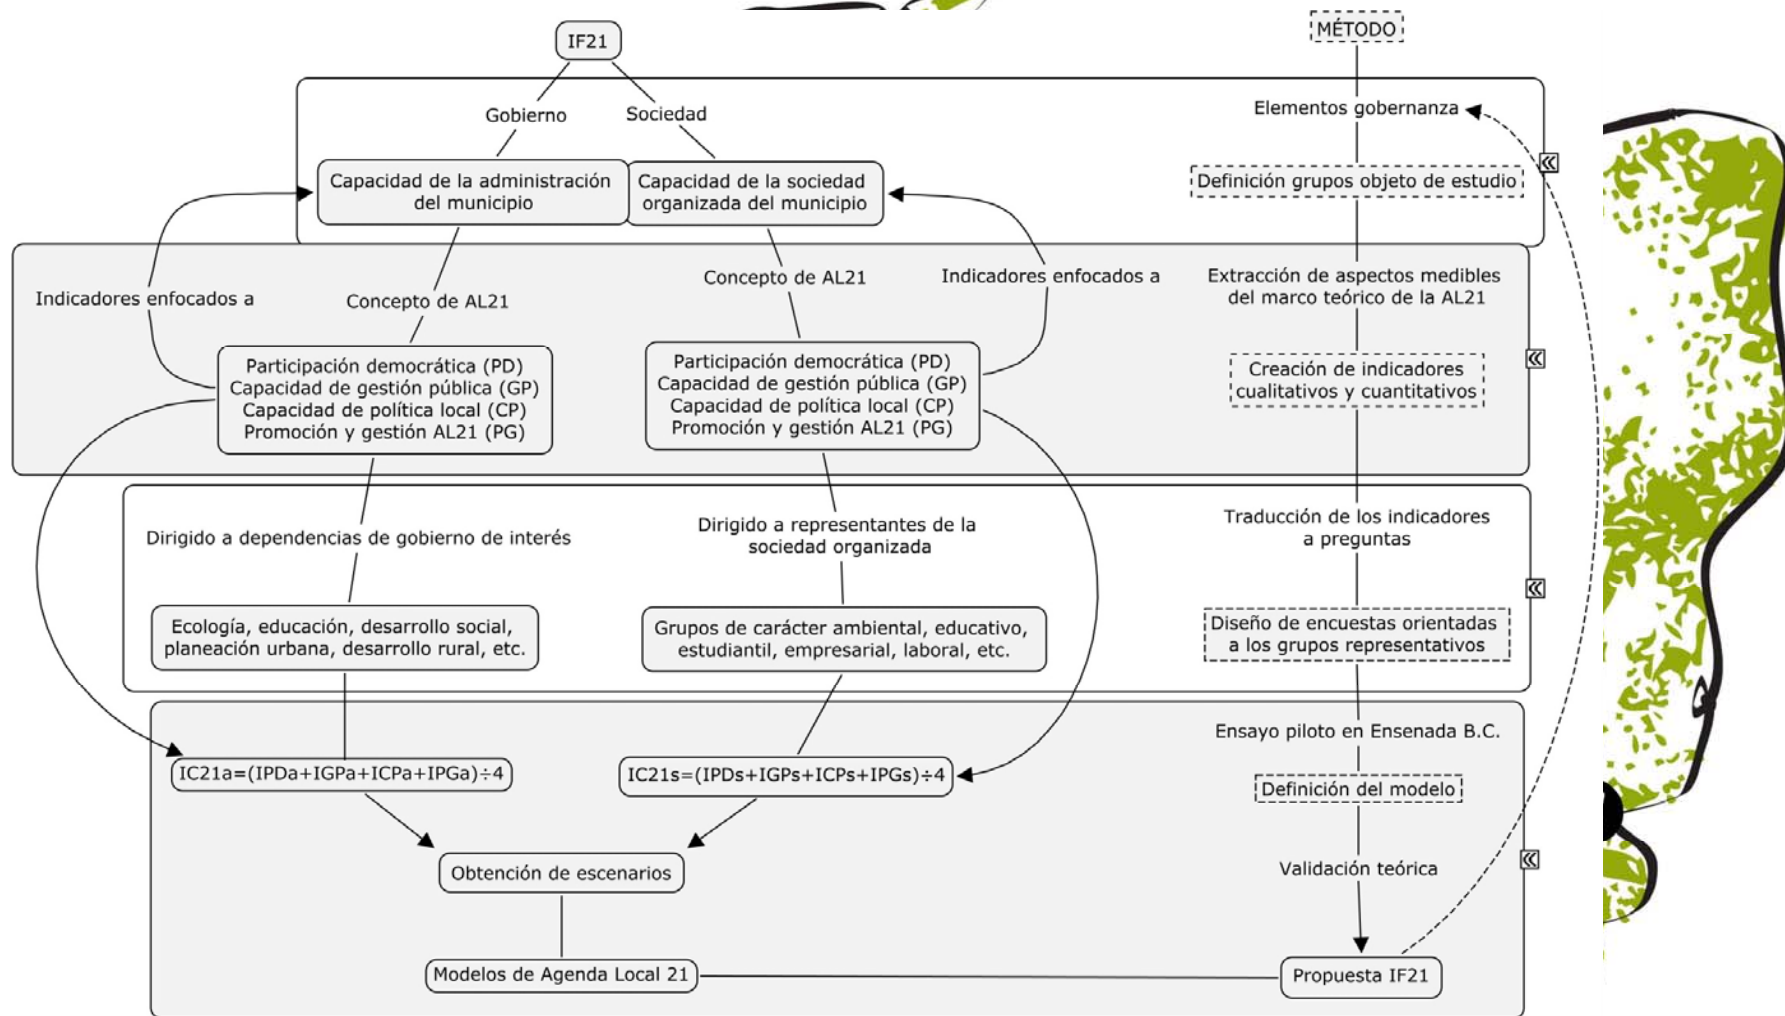 IF21
MÉTODO
Gobierno
Sociedad
Elementos gobernanza
Capacidad de la administración
del municipio
Capacidad de la sociedad
organizada del municipio
Definición grupos objeto de estudio
Indicadores enfocados a
Concepto de AL21
Concepto de AL21
Indicadores enfocados a
Extracción de aspectos medibles
del marco teórico de la AL21
Participación democrática (PD)
Capacidad de gestión pública (GP)
Capacidad de política local (CP)
Promoción y gestión AL21 (PG)
Participación democrática (PD)
Capacidad de gestión pública (GP)
Capacidad de política local (CP)
Promoción y gestión AL21 (PG)
Creación de indicadores
cualitativos y cuantitativos
Dirigido a dependencias de gobierno de interés
Dirigido a representantes de la
sociedad organizada
Traducción de los indicadores
a preguntas
Ecología, educación, desarrollo social,
planeación urbana, desarrollo rural, etc.
Grupos de carácter ambiental, educativo,
estudiantil, empresarial, laboral, etc.
Diseño de encuestas orientadas
a los grupos representativos
Ensayo piloto en Ensenada B.C.
IC21a=(IPDa+IGPa+ICPa+IPGa)÷4
IC21s=(IPDs+IGPs+ICPs+IPGs)÷4
Definición del modelo
Obtención de escenarios
Validación teórica
Modelos de Agenda Local 21
Propuesta IF21